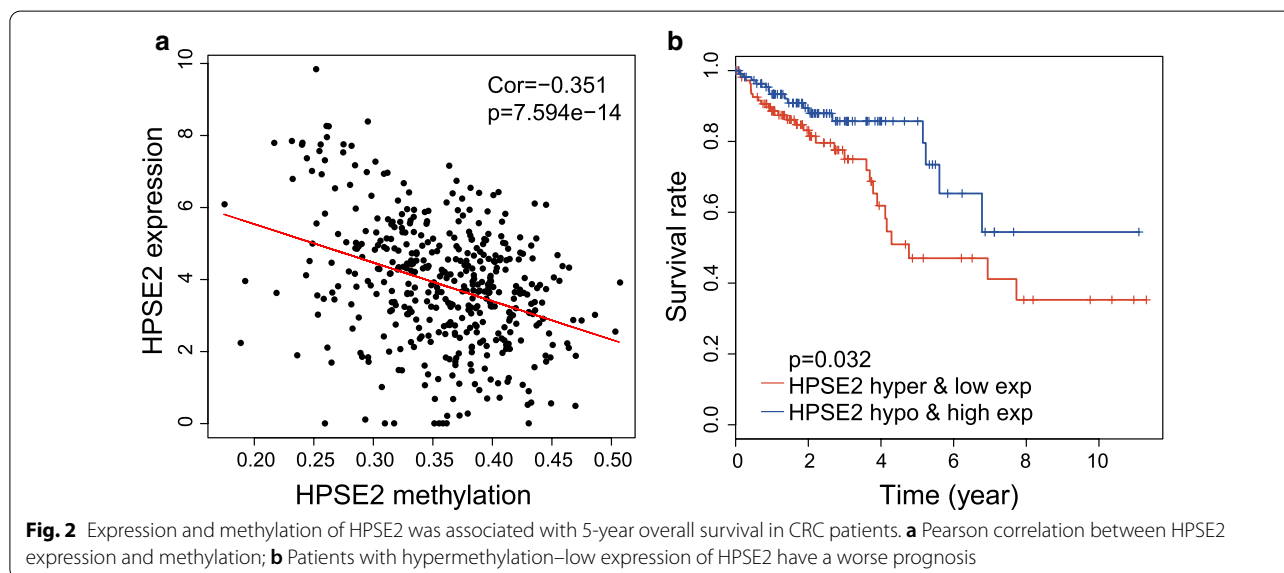 a
HPSE2 expression
10
8
6
4
2
0
Cor=−0.351
p=7.594e−14
0.20 0.25 0.30 0.35 0.40 0.45 0.50
HPSE2 methylation
b
Survival rate
1.0
0.8
0.6
0.4
0.2
0.0
p=0.032
HPSE2 hyper & low exp
HPSE2 hypo & high exp
0 2 4 6 8 10
Time (year)
Fig. 2 Expression and methylation of HPSE2 was associated with 5-year overall survival in CRC patients. a Pearson correlation between HPSE2
expression and methylation; b Patients with hypermethylation–low expression of HPSE2 have a worse prognosis